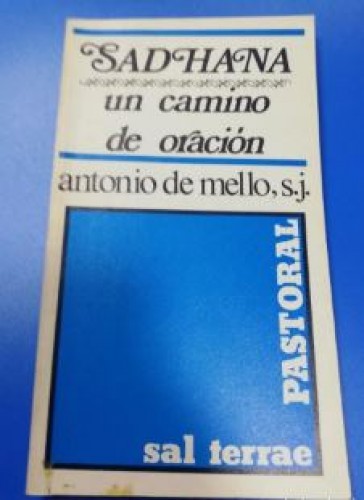 SADHANA
un camino
de oración
antonio de mello, s.j.
PASTORAL
sal terrae